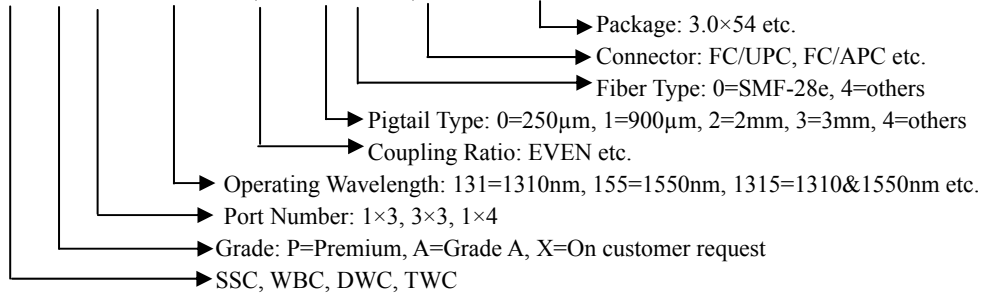 Package: 3.0×54 etc.
Connector: FC/UPC, FC/APC etc.
Fiber Type: 0=SMF-28e, 4=others
Pigtail Type: 0=250μm, 1=900μm, 2=2mm, 3=3mm, 4=others
Coupling Ratio: EVEN etc.
Operating Wavelength: 131=1310nm, 155=1550nm, 1315=1310&1550nm etc.
Port Number: 1×3, 3×3, 1×4
Grade: P=Premium, A=Grade A, X=On customer request
SSC, WBC, DWC, TWC